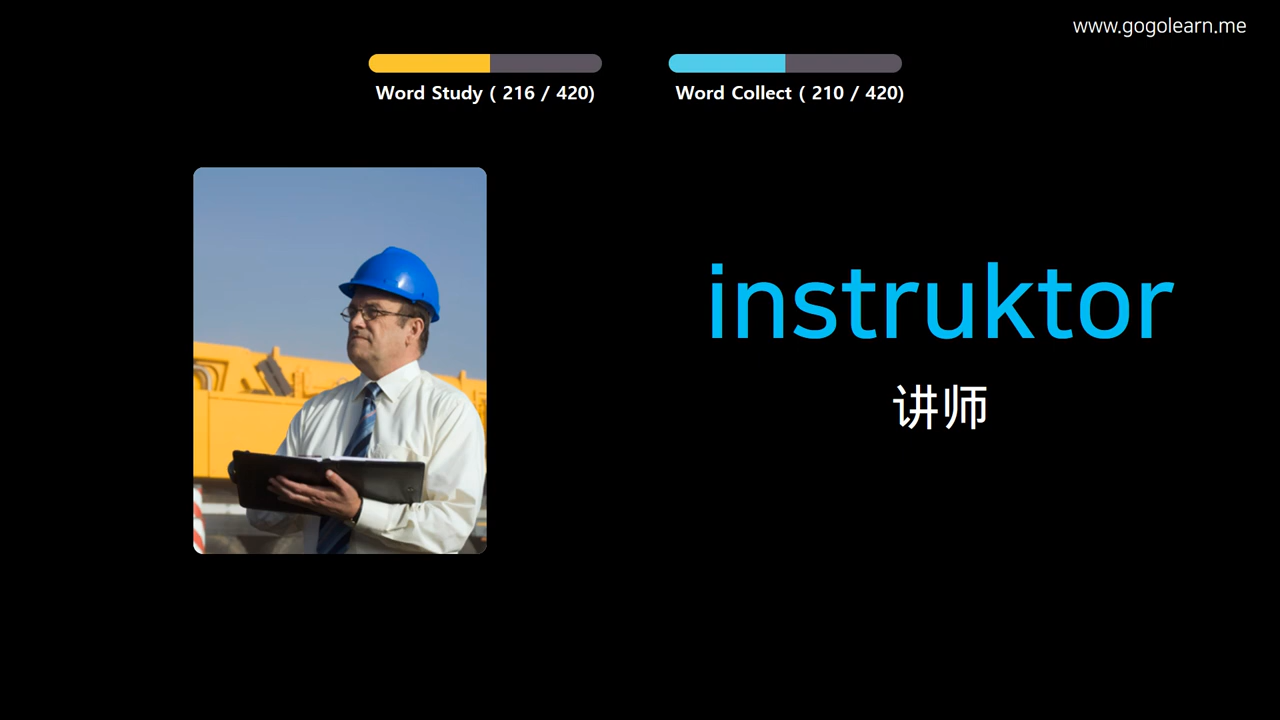 www.gogolearn.me
Word Study ( 216 / 420)
Word Collect ( 210 / 420)
instruktor
讲师